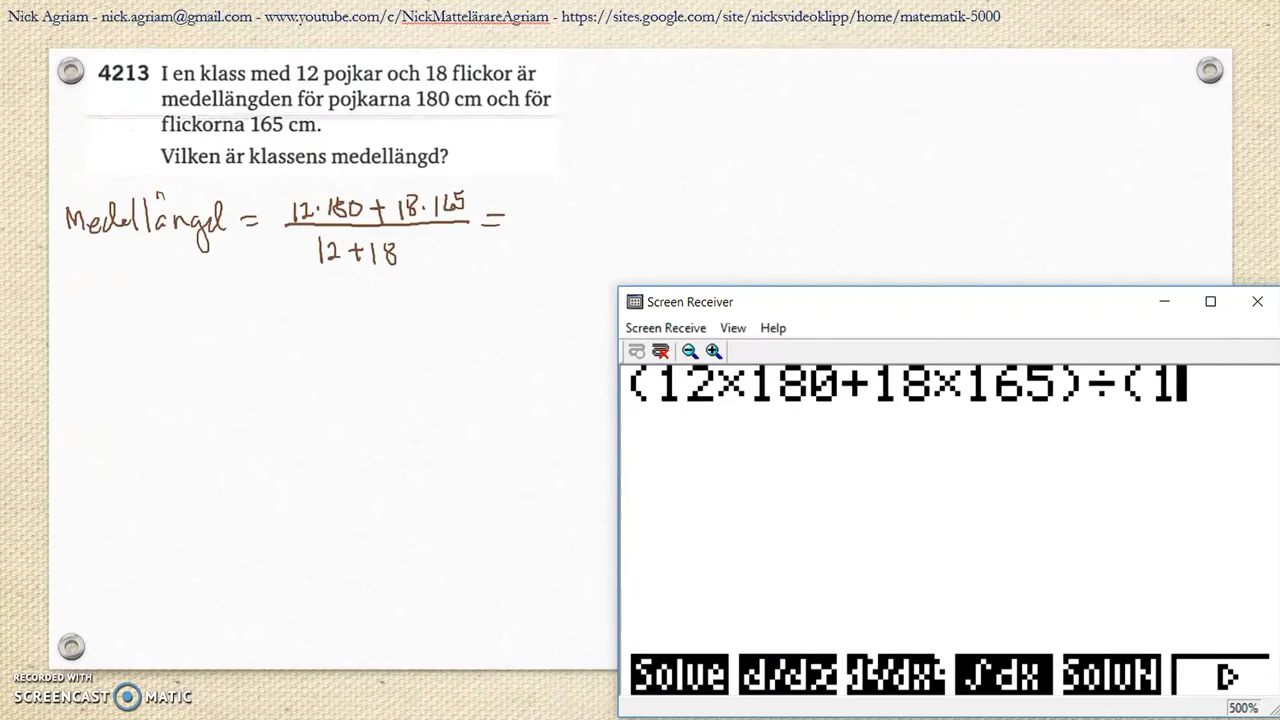 Nick Agriam - nick.agriam@gmail.com - www.youtube.com/c/NickMattelärareAgriam - https://sites.google.com/site/nicksvideoklipp/home/matematik-5000
4213 I en klass med 12 pojkar och 18 flickor är
medellängden för pojkarna 180 cm och för
flickorna 165 cm.
Vilken är klassens medellängd?
Medellängd = 12·180 + 18·165 =
12+18
Screen Receiver
Screen Receive View Help
(12×180+18×165)÷(1
Solve d/dx d²/dx² ∫dx SolvN ▷
500%
RECORDED WITH
SCREENCAST MATIC